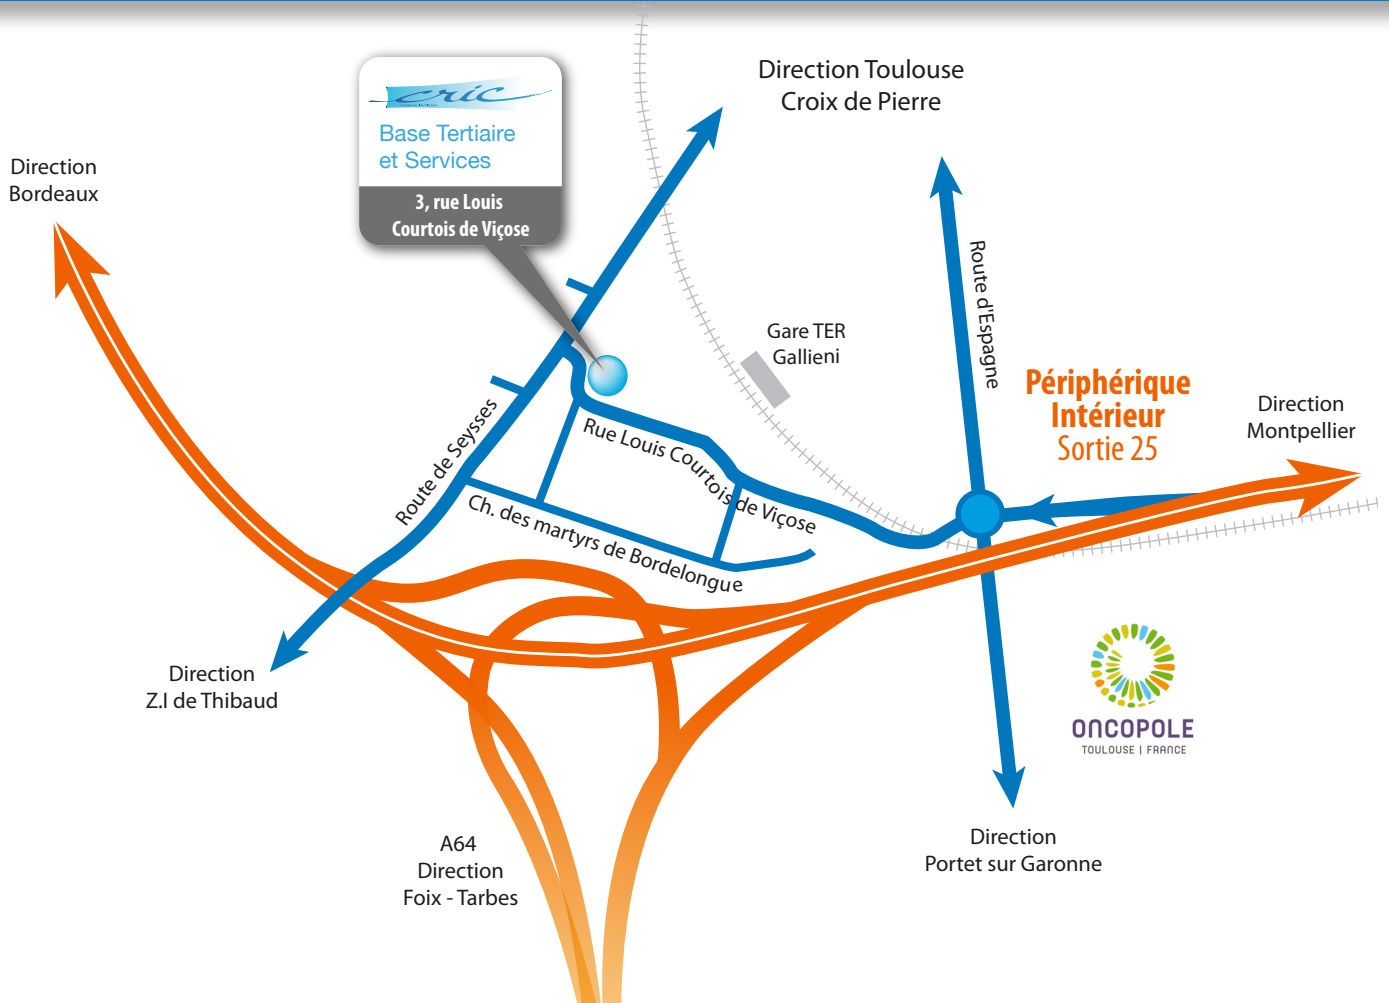 Direction Toulouse
Croix de Pierre
cric
Base Tertiaire
et Services
3, rue Louis
Courtois de Viçose
Direction
Bordeaux
Route d'Espagne
Gare TER
Gallieni
Périphérique
Intérieur
Sortie 25
Direction
Montpellier
Route de Seysses
Rue Louis Courtois de Viçose
Ch. des martyrs de Bordelongue
Direction
Z.I de Thibaud
ONCOPOLE
TOULOUSE | FRANCE
A64
Direction
Foix - Tarbes
Direction
Portet sur Garonne